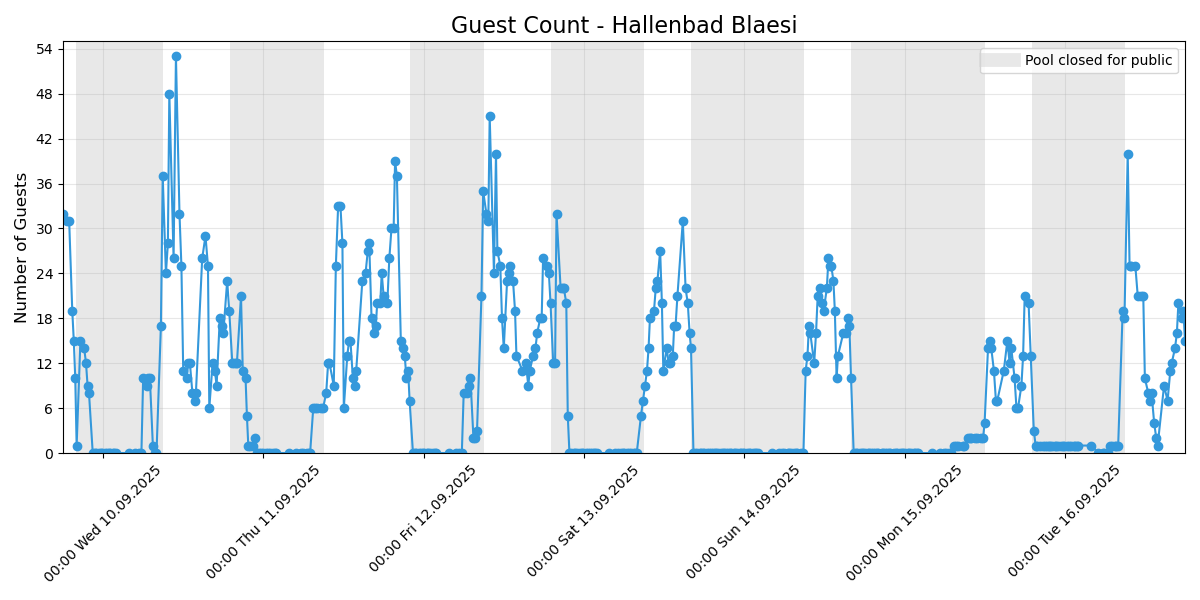 Guest Count - Hallenbad Blaesi
Pool closed for public
Number of Guests
54
48
42
36
30
24
18
12
6
0
00:00 Wed 10.09.2025
00:00 Thu 11.09.2025
00:00 Fri 12.09.2025
00:00 Sat 13.09.2025
00:00 Sun 14.09.2025
00:00 Mon 15.09.2025
00:00 Tue 16.09.2025